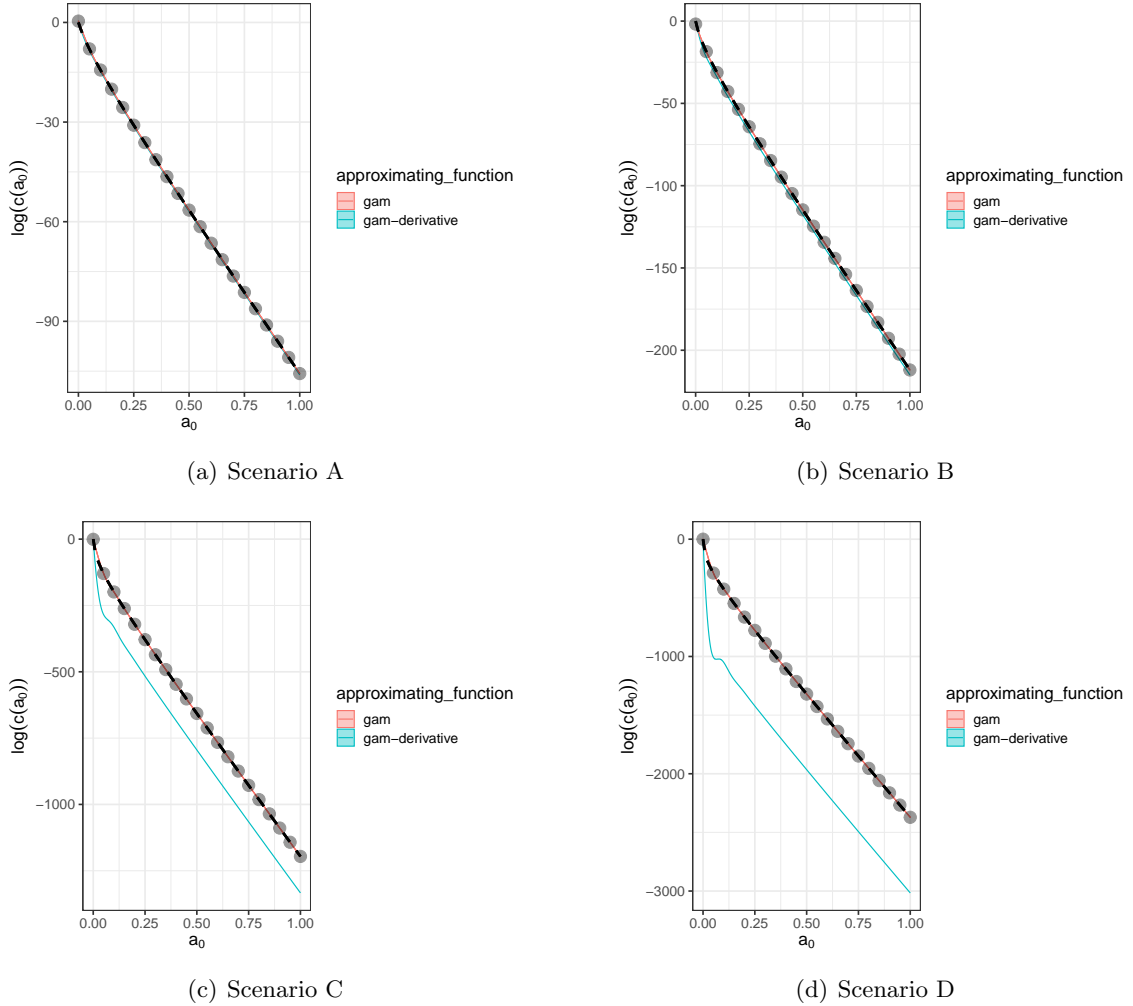 0
−30
−60
−90
log(c(a₀))
0.00 0.25 0.50 0.75 1.00
a₀
approximating_function
gam
gam−derivative
(a) Scenario A
0
−50
−100
−150
−200
log(c(a₀))
0.00 0.25 0.50 0.75 1.00
a₀
approximating_function
gam
gam−derivative
(b) Scenario B
0
−500
−1000
log(c(a₀))
0.00 0.25 0.50 0.75 1.00
a₀
approximating_function
gam
gam−derivative
(c) Scenario C
0
−1000
−2000
−3000
log(c(a₀))
0.00 0.25 0.50 0.75 1.00
a₀
approximating_function
gam
gam−derivative
(d) Scenario D